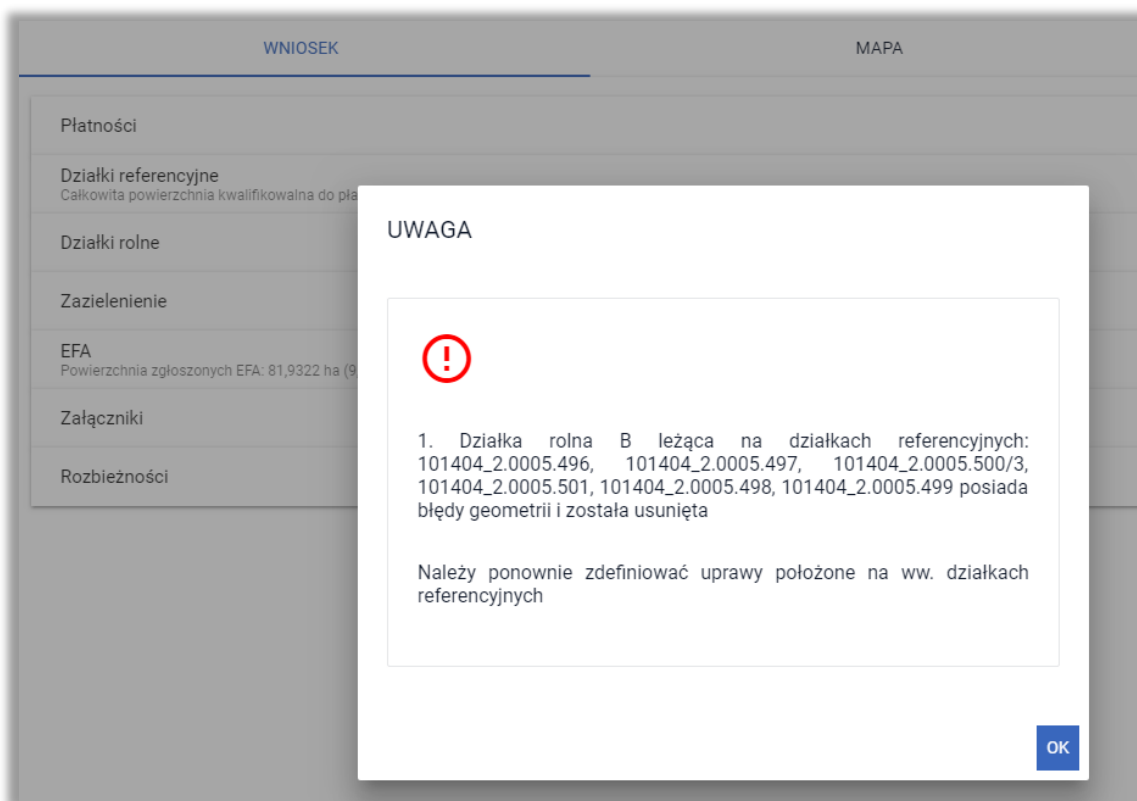 WNIOSEK
MAPA
Płatności
Działki referencyjne
Całkowita powierzchnia kwalifikowalna do pła
Działki rolne
Zazielenienie
EFA
Powierzchnia zgłoszonych EFA: 81,9322 ha (9,
Załączniki
Rozbieżności
UWAGA
1. Działka rolna B leżąca na działkach referencyjnych:
101404_2.0005.496, 101404_2.0005.497, 101404_2.0005.500/3,
101404_2.0005.501, 101404_2.0005.498, 101404_2.0005.499 posiada
błędy geometrii i została usunięta
Należy ponownie zdefiniować uprawy położone na ww. działkach
referencyjnych
OK